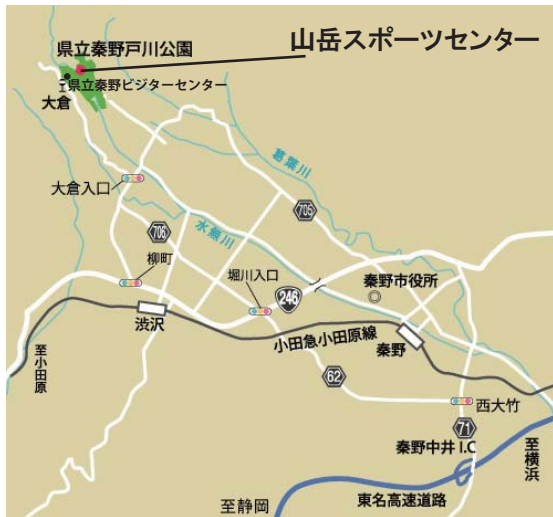 県立秦野戸川公園
山岳スポーツセンター
県立秦野ビジターセンター
大倉
葛葉川
大倉入口
水無川
705
706
柳町
堀川入口
246
秦野市役所
渋沢
小田急小田原線
秦野
至小田原
62
西大竹
71
秦野中井 I.C
至横浜
至静岡
東名高速道路